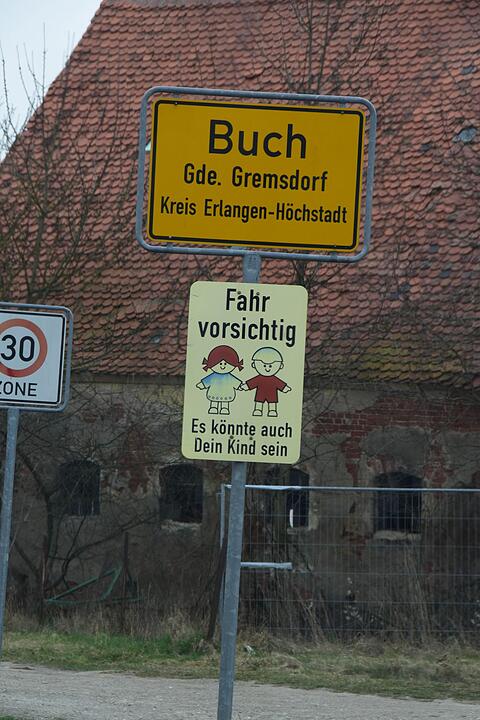 Buch
Gde. Gremsdorf
Kreis Erlangen-Höchstadt
Fahr
vorsichtig
Es könnte auch
Dein Kind sein
30
ZONE